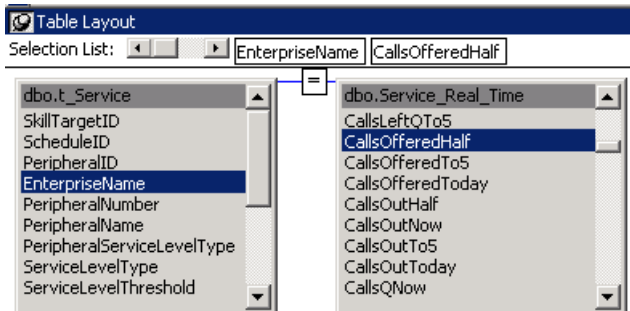 Table Layout
Selection List: EnterpriseName CallsOfferedHalf
=
dbo.t_Service
SkillTargetID
ScheduleID
PeripheralID
EnterpriseName
PeripheralNumber
PeripheralName
PeripheralServiceLevelType
ServiceLevelType
ServiceLevelThreshold
dbo.Service_Real_Time
CallsLeftQTo5
CallsOfferedHalf
CallsOfferedTo5
CallsOfferedToday
CallsOutHalf
CallsOutNow
CallsOutTo5
CallsOutToday
CallsQNow